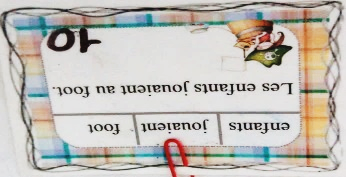 enfants jouaient foot
Les enfants jouaient au foot.
10